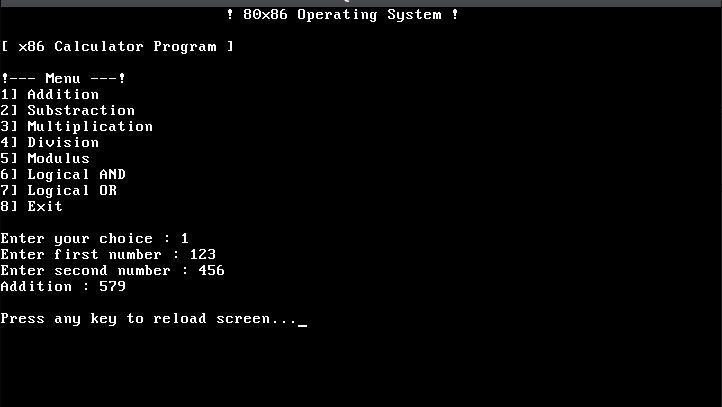 ! 80x86 Operating System !
[ x86 Calculator Program ]
!--- Menu ---!
1] Addition
2] Substraction
3] Multiplication
4] Division
5] Modulus
6] Logical AND
7] Logical OR
8] Exit
Enter your choice : 1
Enter first number : 123
Enter second number : 456
Addition : 579
Press any key to reload screen..._